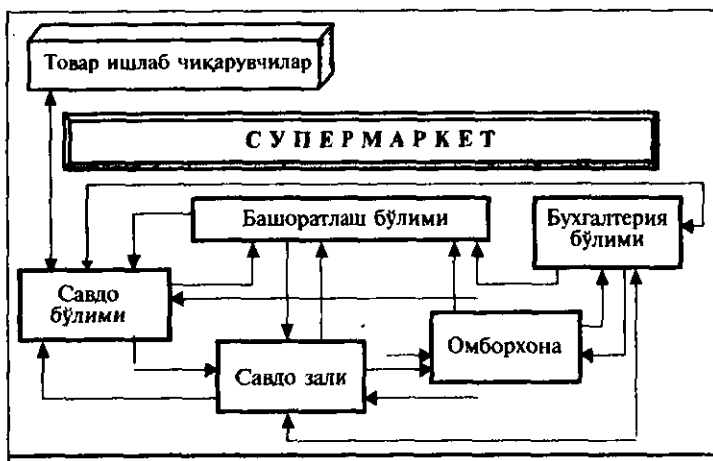 Товар ишлаб чиқарувчилар
СУПЕРМАРКЕТ
Башоратлаш бўлими
Бухгалтерия
бўлими
Савдо
бўлими
Омборхона
Савдо зали